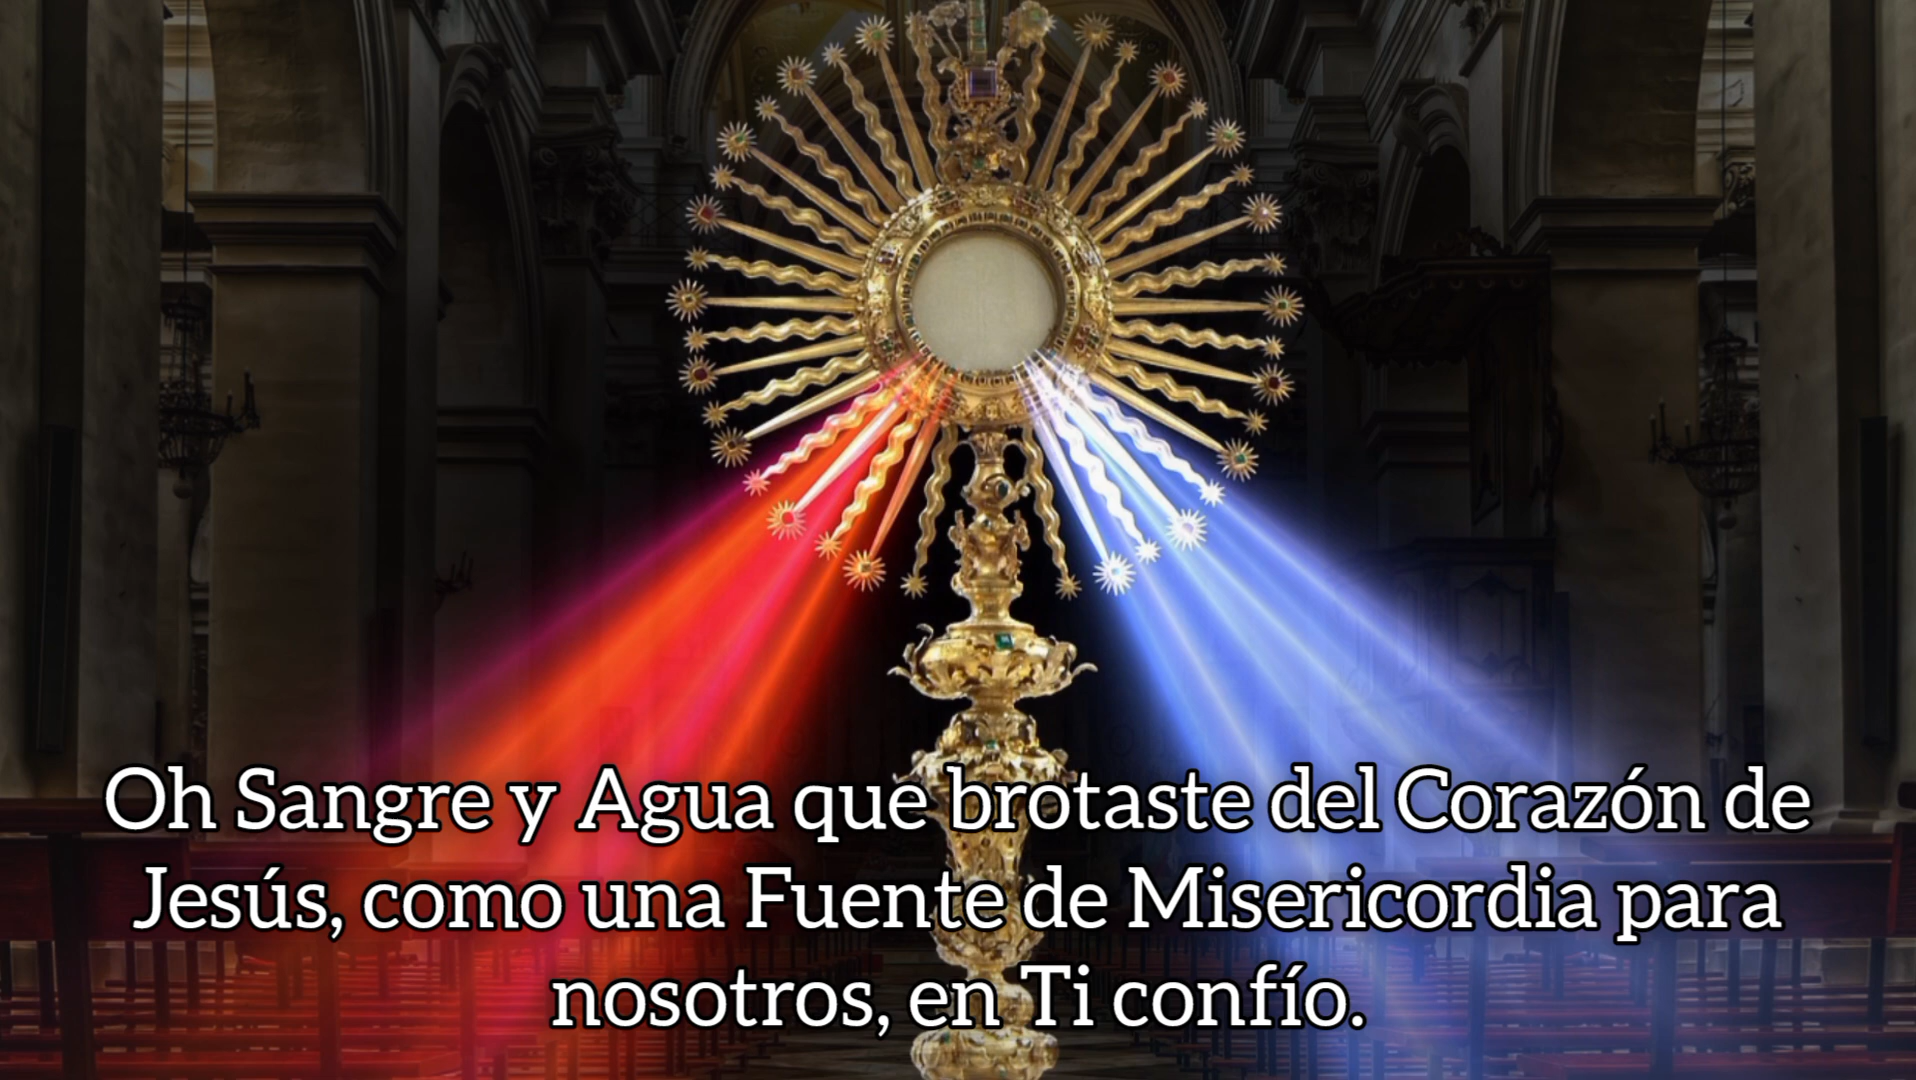 Oh Sangre y Agua que brotaste del Corazón de
Jesús, como una Fuente de Misericordia para
nosotros, en Ti confío.